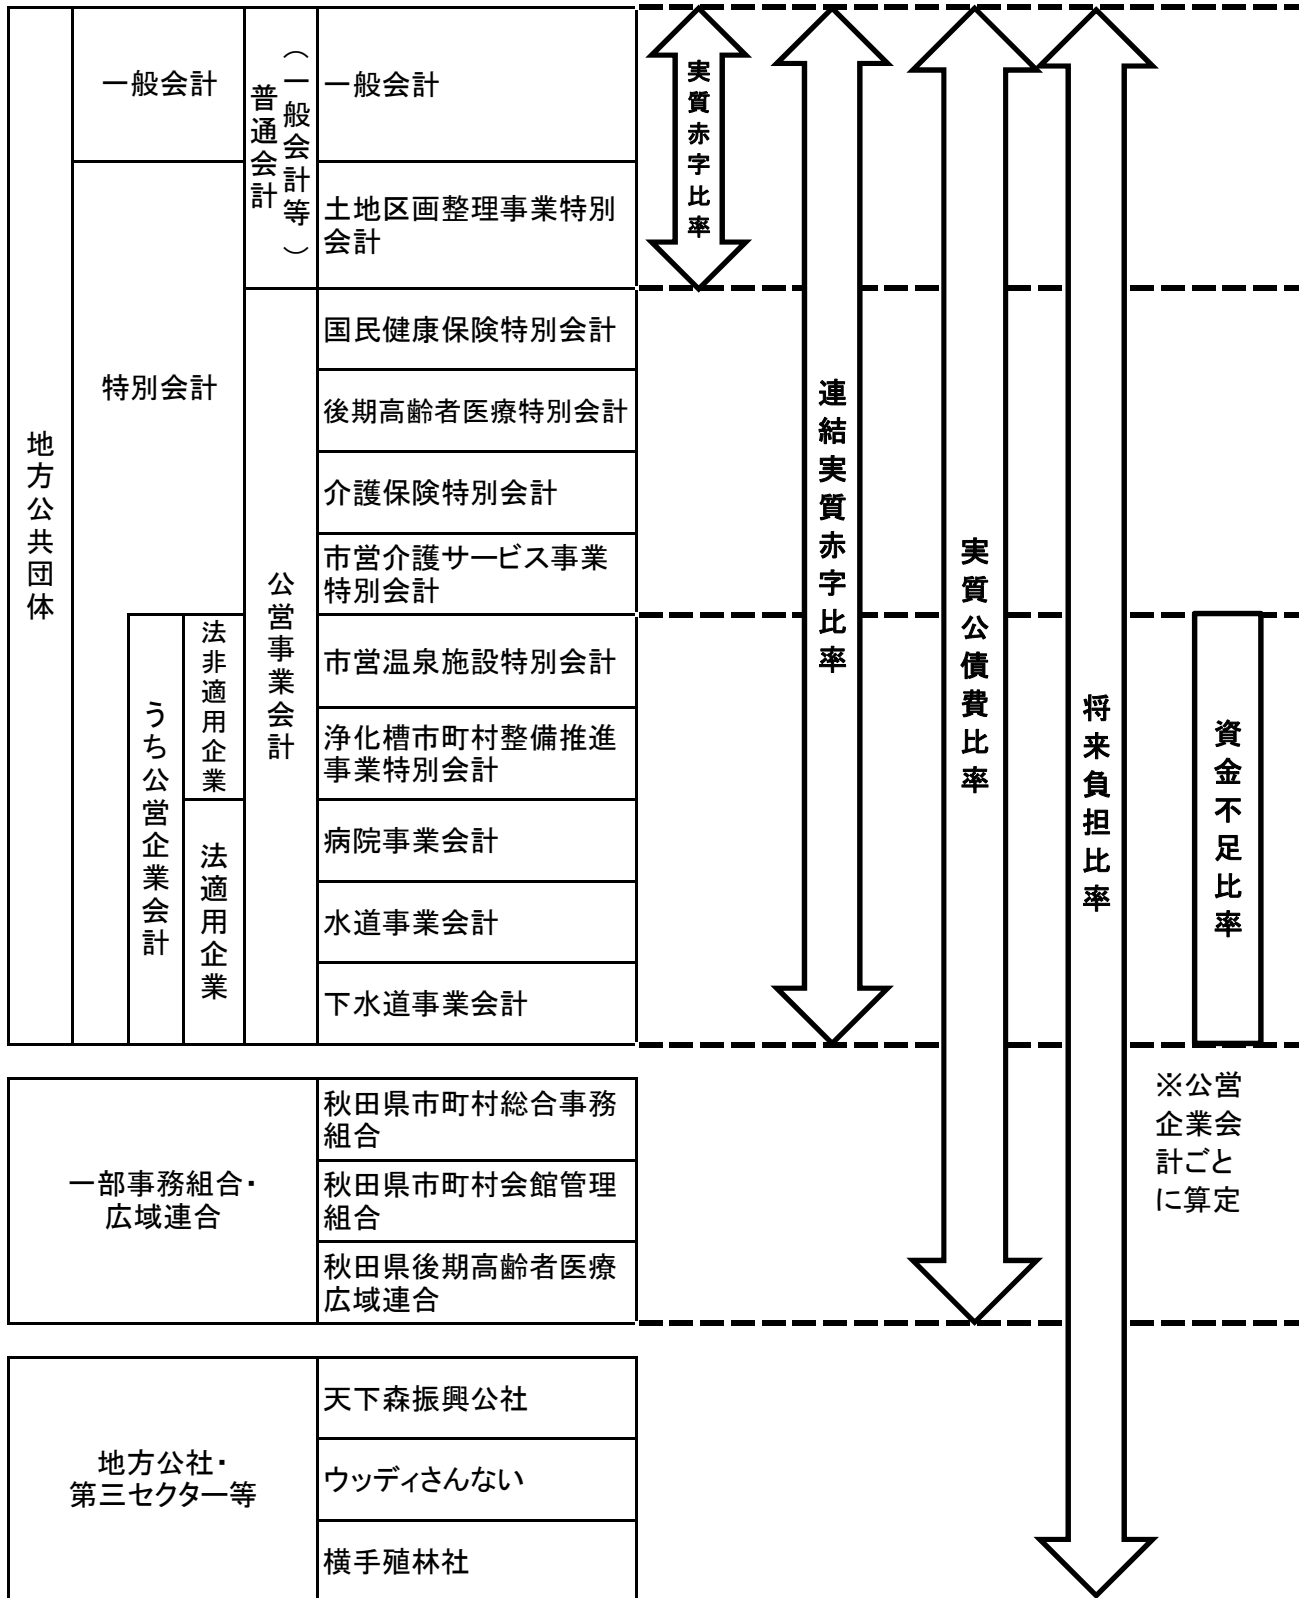 地方公共団体
一般会計
特別会計
うち公営企業会計
法非適用企業
法適用企業
普通会計
（一般会計等）
公営事業会計
一般会計
土地区画整理事業特別
会計
国民健康保険特別会計
後期高齢者医療特別会計
介護保険特別会計
市営介護サービス事業
特別会計
市営温泉施設特別会計
浄化槽市町村整備推進
事業特別会計
病院事業会計
水道事業会計
下水道事業会計
実質赤字比率
連結実質赤字比率
実質公債費比率
将来負担比率
資金不足比率
※公営
企業会
計ごと
に算定
一部事務組合・
広域連合
秋田県市町村総合事務
組合
秋田県市町村会館管理
組合
秋田県後期高齢者医療
広域連合
地方公社・
第三セクター等
天下森振興公社
ウッディさんない
横手殖林社